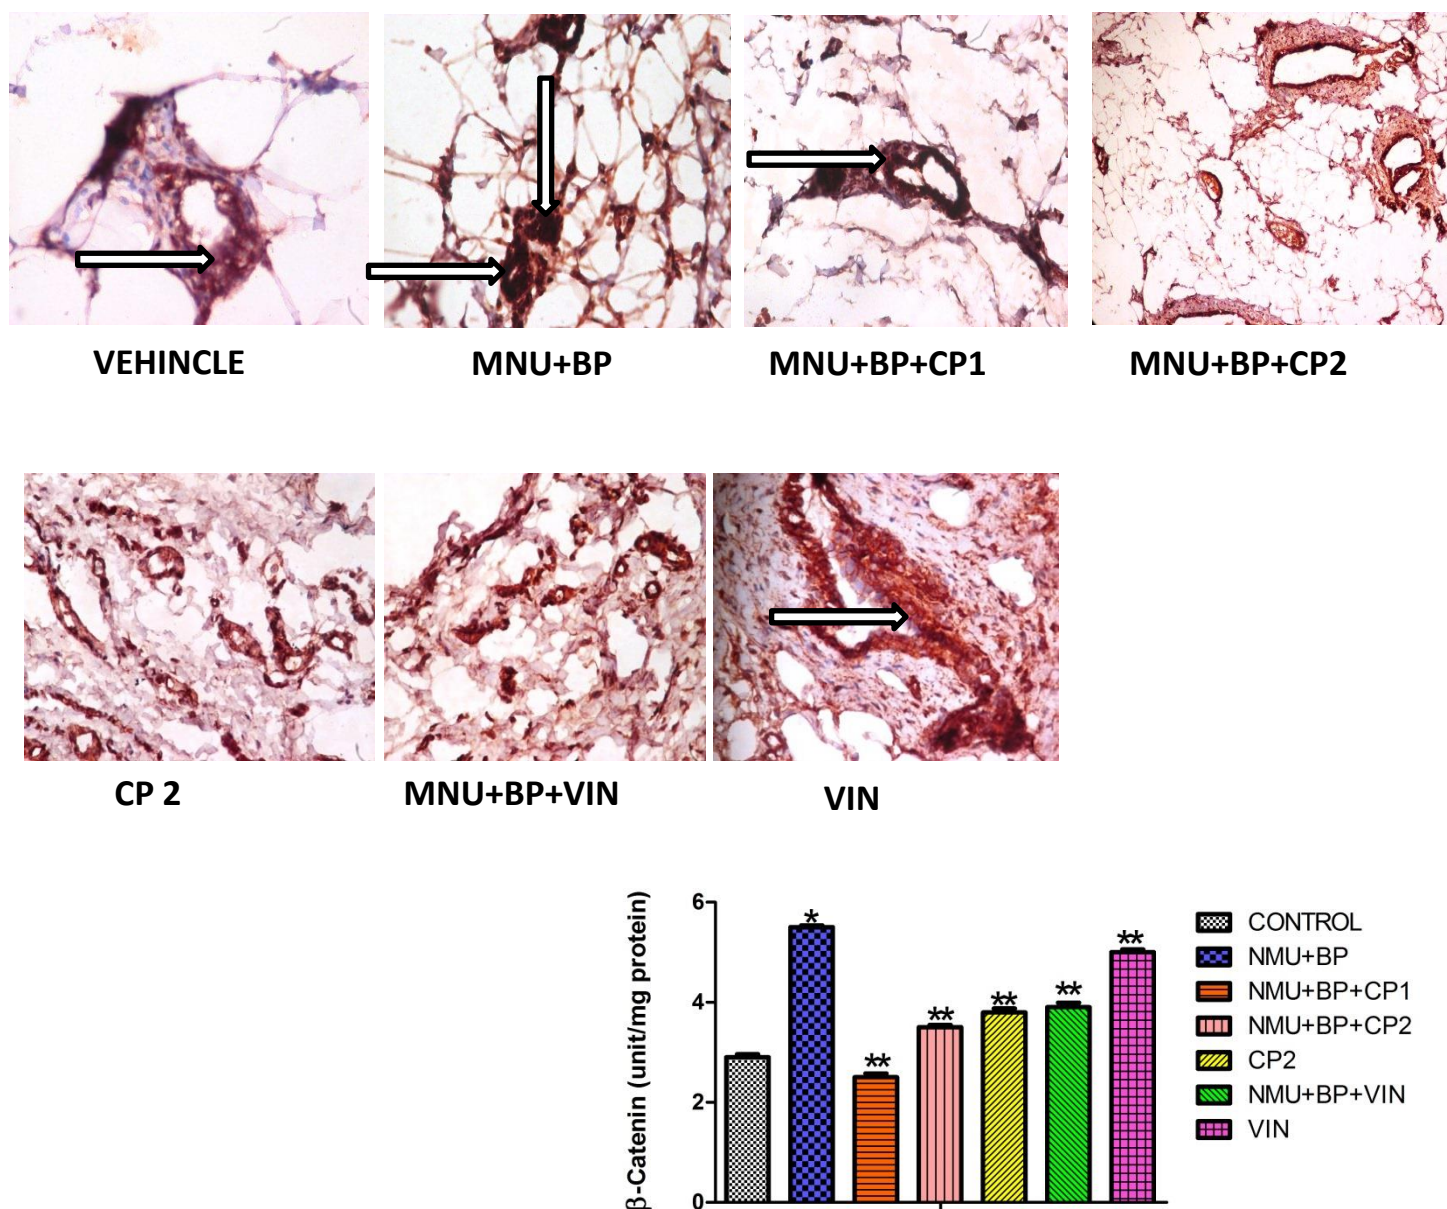 VEHINCLE
MNU+BP
MNU+BP+CP1
MNU+BP+CP2
CP 2
MNU+BP+VIN
VIN
β-Catenin (unit/mg protein)
6
4
2
0
*
**
**
**
**
**
CONTROL
NMU+BP
NMU+BP+CP1
NMU+BP+CP2
CP2
NMU+BP+VIN
VIN